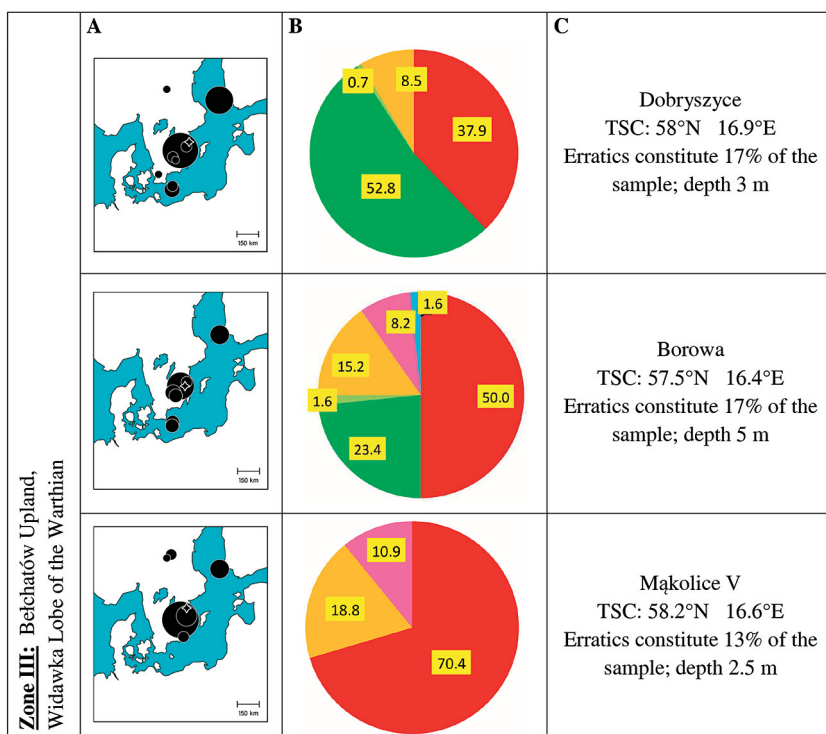 A
B
C
Zone III: Bełchatów Upland,
Widawka Lobe of the Warthian
150 km
0.7
8.5
37.9
52.8
Dobryszyce
TSC: 58°N 16.9°E
Erratics constitute 17% of the
sample; depth 3 m
150 km
1.6
8.2
15.2
1.6
50.0
23.4
Borowa
TSC: 57.5°N 16.4°E
Erratics constitute 17% of the
sample; depth 5 m
150 km
10.9
18.8
70.4
Mąkolice V
TSC: 58.2°N 16.6°E
Erratics constitute 13% of the
sample; depth 2.5 m